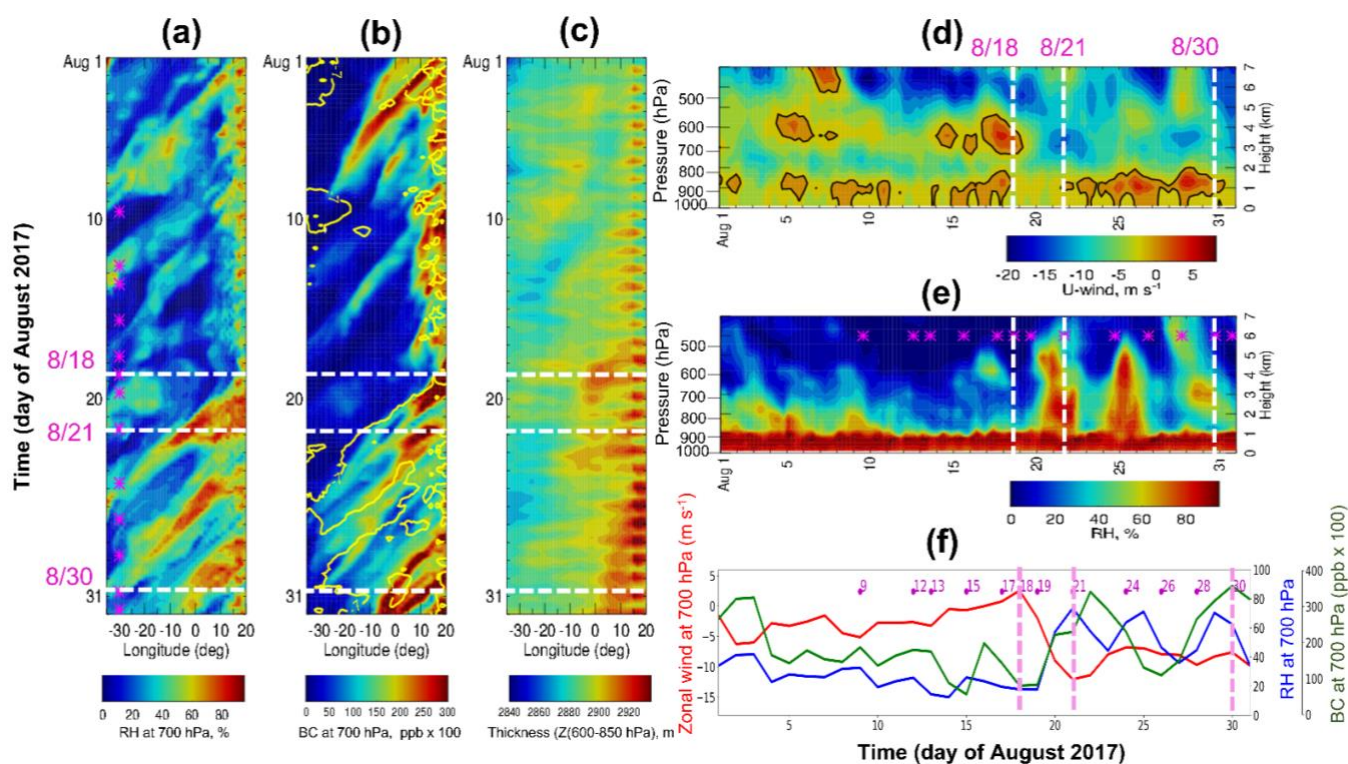 (a)
(b)
(c)
Aug 1
Aug 1
Aug 1
10
10
10
8/18
20
20
20
8/21
8/30
31
31
31
Time (day of August 2017)
-30 -20 -10 0 10 20
-30 -20 -10 0 10 20
-30 -20 -10 0 10 20
Longitude (deg)
Longitude (deg)
Longitude (deg)
0 20 40 60 80
0 50 100 150 200 250 300
2840 2860 2880 2900 2920
RH at 700 hPa, %
BC at 700 hPa, ppb x 100
Thickness (Z(600-850 hPa), m
(d)
8/18
8/21
8/30
Pressure (hPa)
500
600
700
800
900
1000
7
6
5
4
3
2
1
0
Height (km)
Aug 1
5
10
15
20
25
31
-20 -15 -10 -5 0 5
U-wind, m s⁻¹
(e)
Pressure (hPa)
500
600
700
800
900
1000
7
6
5
4
3
2
1
0
Height (km)
Aug 1
5
10
15
20
25
31
0 20 40 60 80
RH, %
(f)
Zonal wind at 700 hPa (m s⁻¹)
5
0
−5
−10
−15
9 12 13 15 17 18 19 21 24 26 28 30
100
80
60
40
20
0
RH at 700 hPa
400
300
200
100
0
BC at 700 hPa (ppb x 100)
5 10 15 20 25 30
Time (day of August 2017)